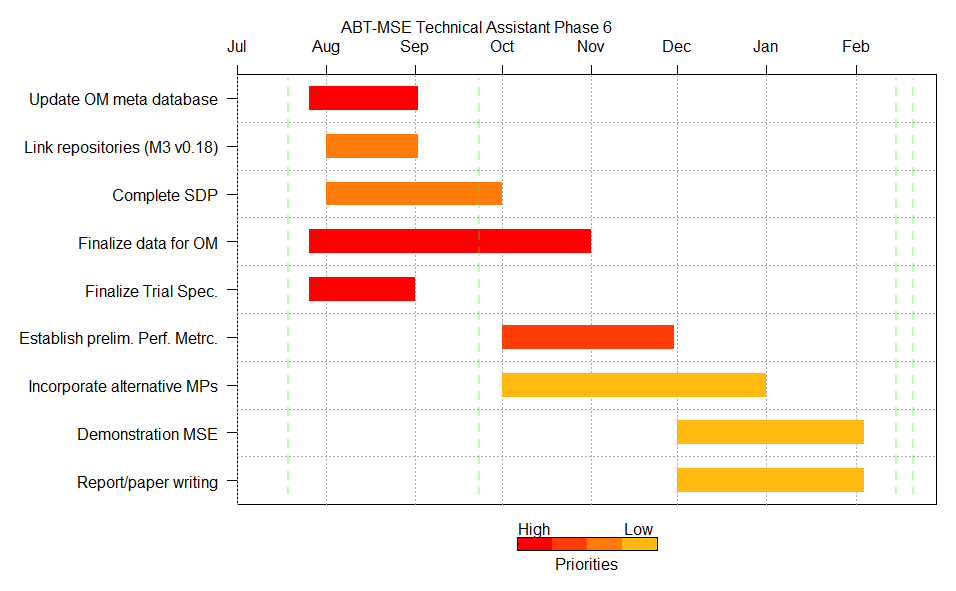 ABT-MSE Technical Assistant Phase 6
Jul Aug Sep Oct Nov Dec Jan Feb
Update OM meta database
Link repositories (M3 v0.18)
Complete SDP
Finalize data for OM
Finalize Trial Spec.
Establish prelim. Perf. Metrc.
Incorporate alternative MPs
Demonstration MSE
Report/paper writing
High Low
Priorities